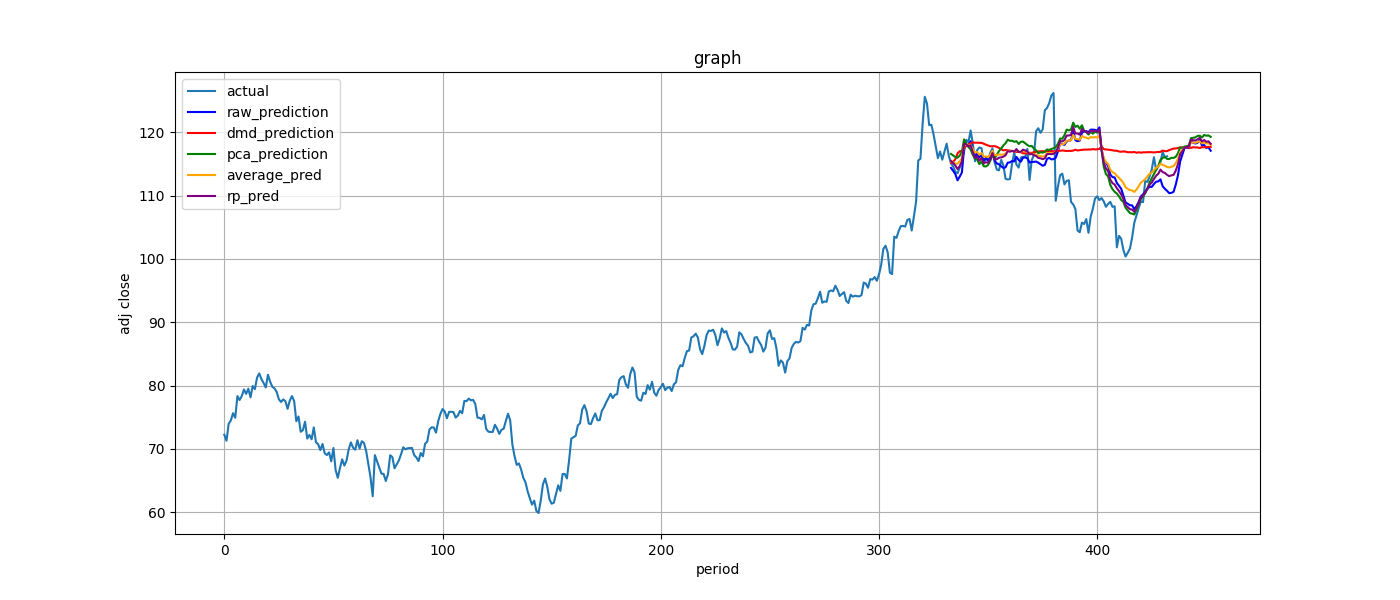 graph
actual
raw_prediction
dmd_prediction
pca_prediction
average_pred
rp_pred
adj close
120
110
100
90
80
70
60
0
100
200
300
400
period